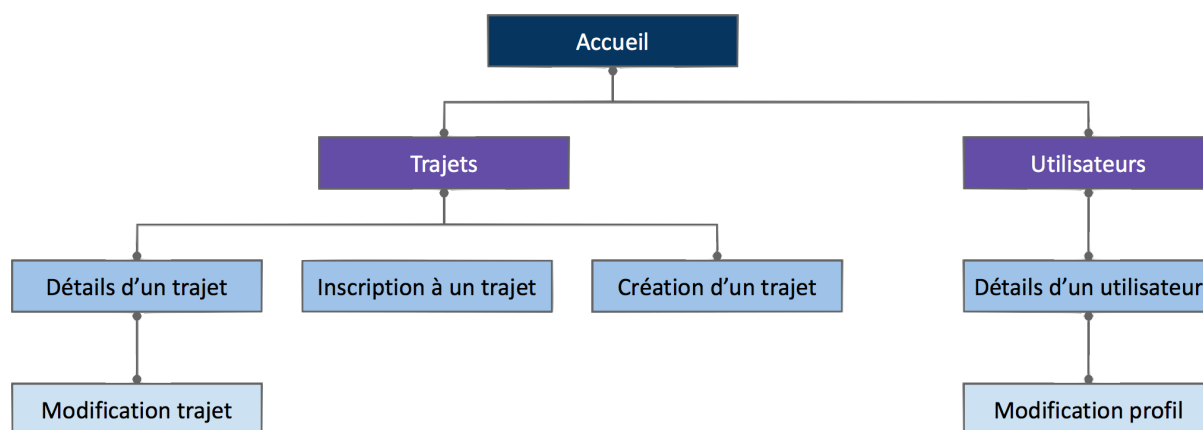 Accueil
Trajets
Utilisateurs
Détails d’un trajet
Inscription à un trajet
Création d’un trajet
Détails d’un utilisateur
Modification trajet
Modification profil